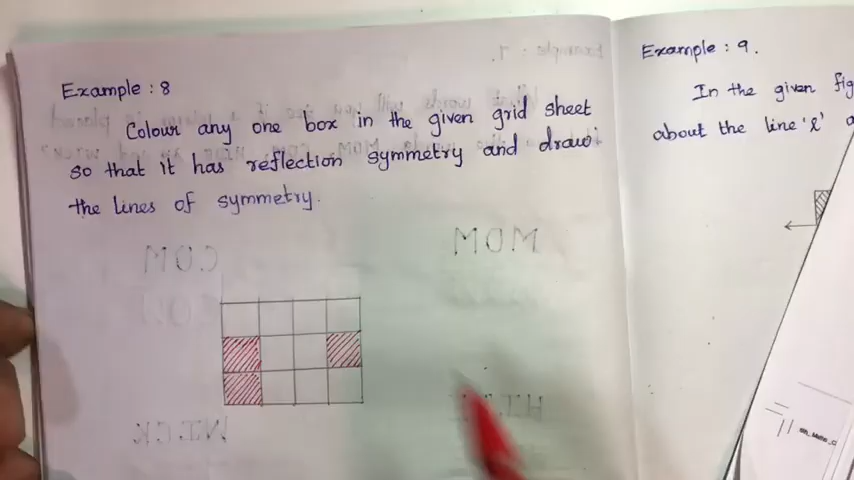 Example : 8
Colour any one box in the given grid sheet
so that it has reflection symmetry and draw
the lines of symmetry.
Example : 9.
In the given fig
about the line 'l' a